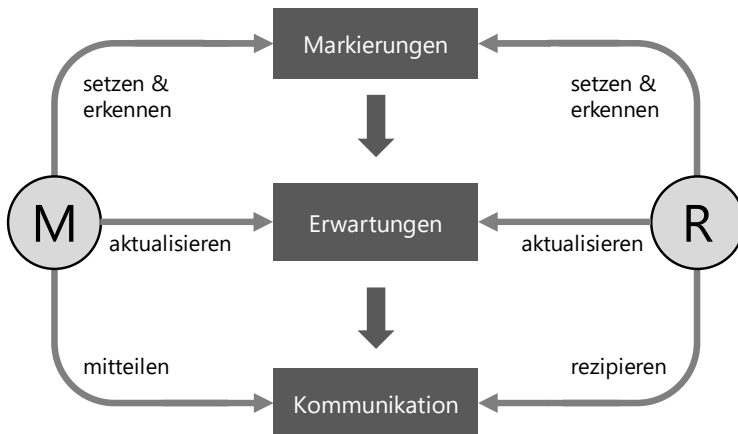 Markierungen
setzen &
erkennen
setzen &
erkennen
M
Erwartungen
R
aktualisieren
aktualisieren
mitteilen
rezipieren
Kommunikation